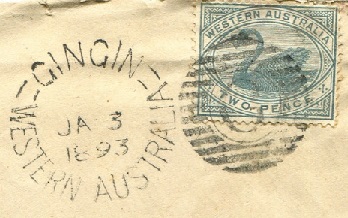 GINGIN
JA 3
1893
WESTERN AUSTRALIA
WESTERN AUSTRALIA
TWO-PENCE